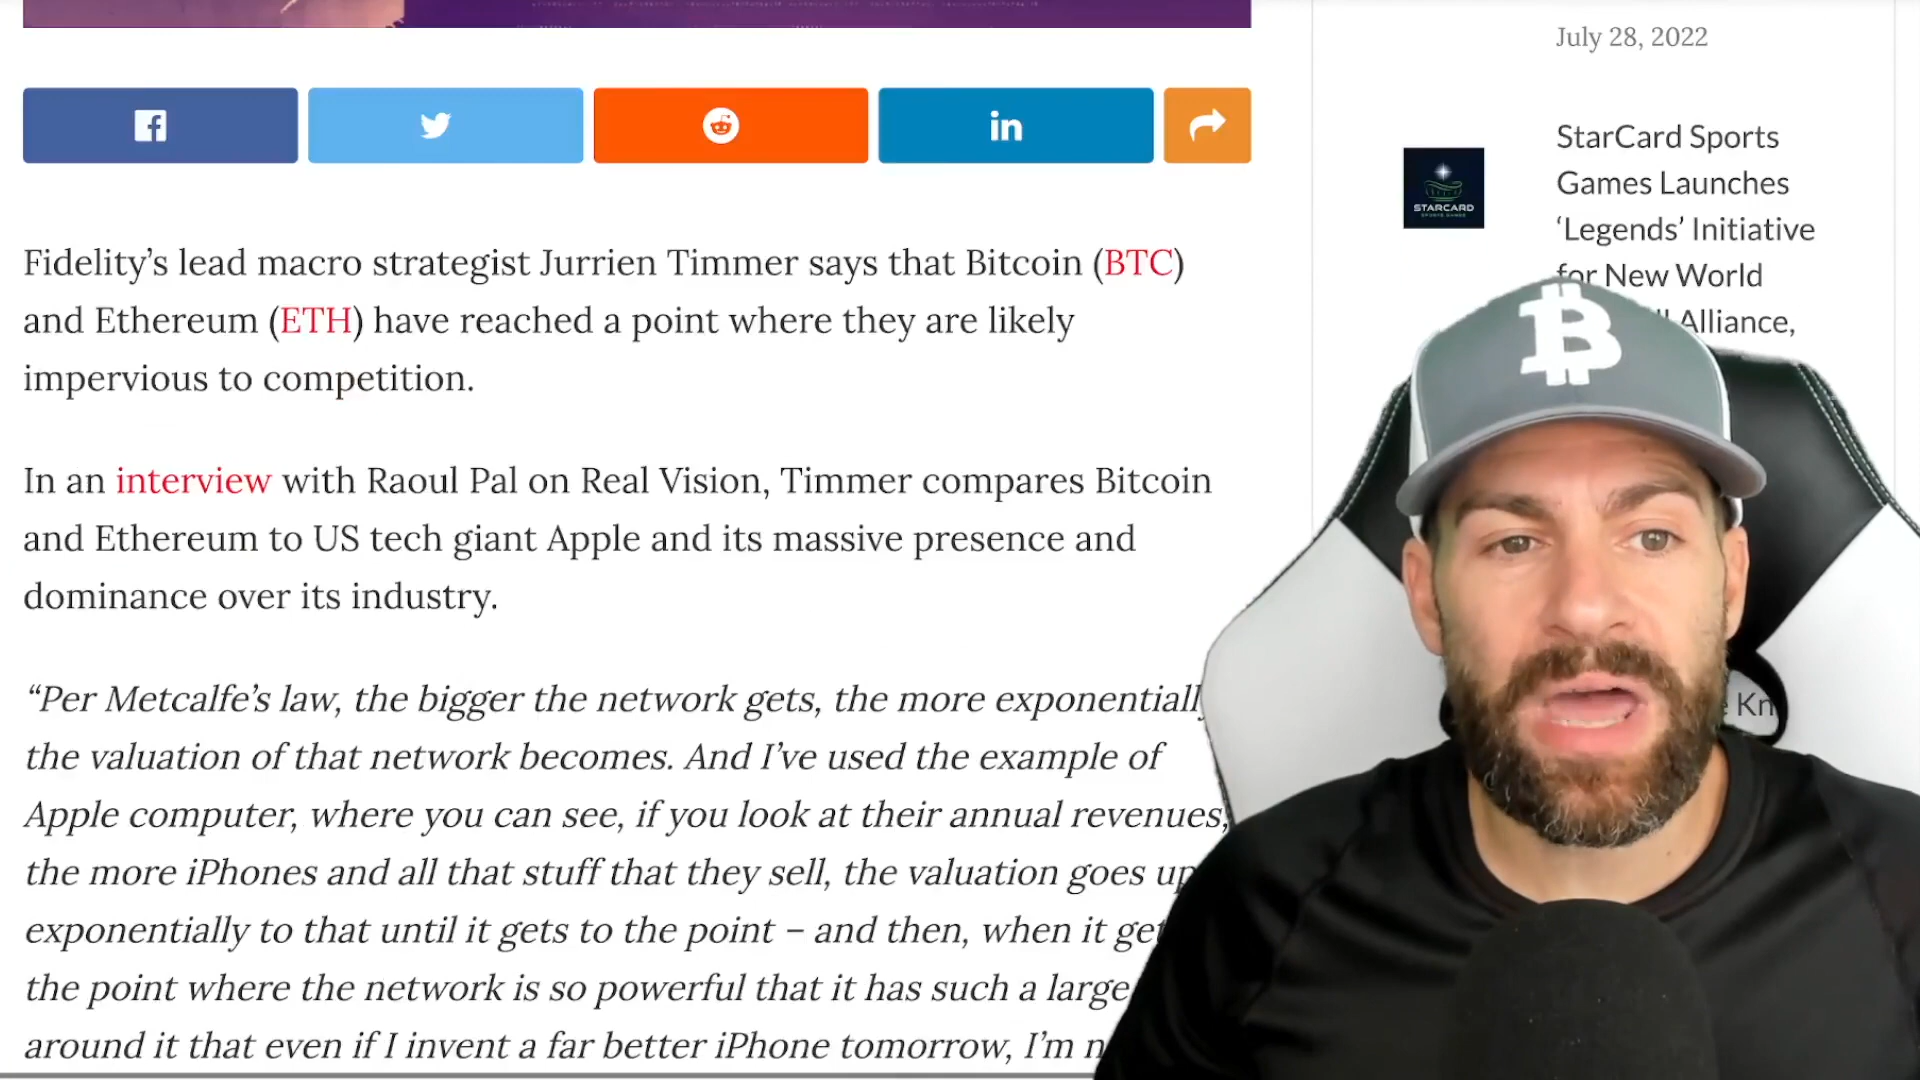 July 28, 2022
StarCard Sports
Games Launches
‘Legends’ Initiative
for New World
Alliance,
STARCARD
SPORTS GAMES
in
Fidelity’s lead macro strategist Jurrien Timmer says that Bitcoin (BTC)
and Ethereum (ETH) have reached a point where they are likely
impervious to competition.
In an interview with Raoul Pal on Real Vision, Timmer compares Bitcoin
and Ethereum to US tech giant Apple and its massive presence and
dominance over its industry.
“Per Metcalfe’s law, the bigger the network gets, the more exponentially
the valuation of that network becomes. And I’ve used the example of
Apple computer, where you can see, if you look at their annual revenues,
the more iPhones and all that stuff that they sell, the valuation goes up
exponentially to that until it gets to the point – and then, when it get
the point where the network is so powerful that it has such a large
around it that even if I invent a far better iPhone tomorrow, I’m n